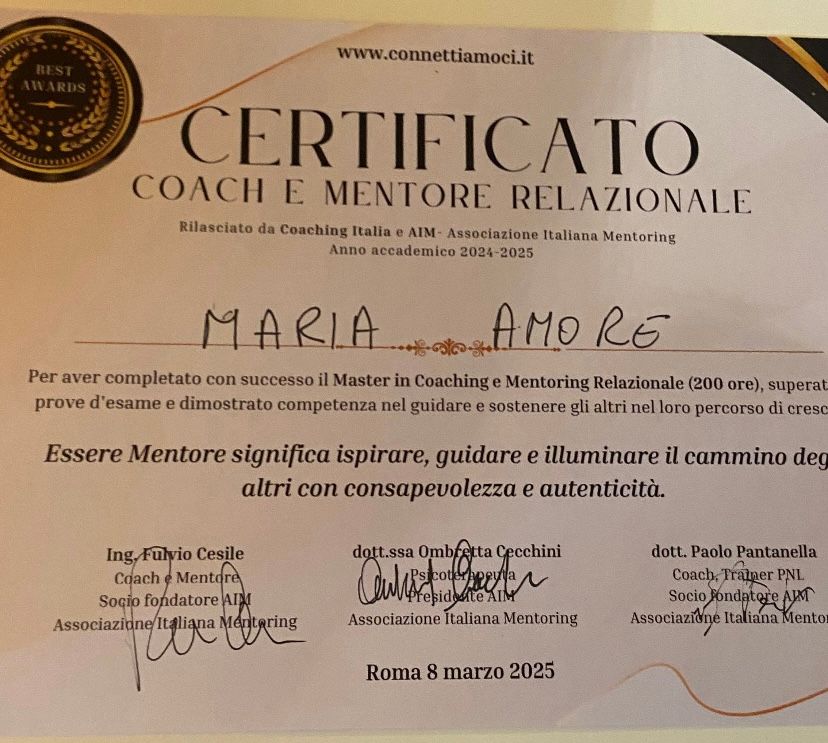 BEST
AWARDS
www.connettiamoci.it
CERTIFICATO
COACH E MENTORE RELAZIONALE
Rilasciato da Coaching Italia e AIM- Associazione Italiana Mentoring
Anno accademico 2024-2025
MARIA AMORE
Per aver completato con successo il Master in Coaching e Mentoring Relazionale (200 ore), superat
prove d'esame e dimostrato competenza nel guidare e sostenere gli altri nel loro percorso di cresc
Essere Mentore significa ispirare, guidare e illuminare il cammino deg
altri con consapevolezza e autenticità.
Ing. Fulvio Cesile
Coach e Mentore
Socio fondatore AIM
Associazione Italiana Mentoring
dott.ssa Ombretta Cecchini
Psicoterapeuta
Presidente AIM
Associazione Italiana Mentoring
dott. Paolo Pantanella
Coach, Trainer PNL
Socio fondatore AIM
Associazione Italiana Mento
Roma 8 marzo 2025